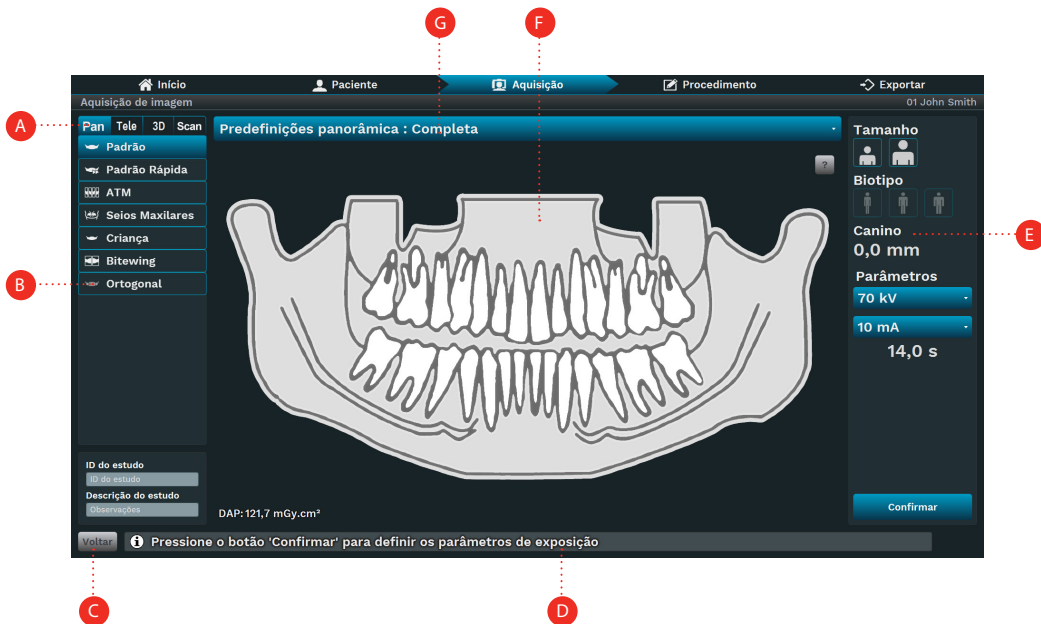 G F
Início Paciente Aquisição Procedimento Exportar
Aquisição de imagem 01 John Smith
A
Pan Tele 3D Scan
Padrão
Padrão Rápida
ATM
Seios Maxilares
Criança
Bitewing
B
Ortogonal
ID do estudo
ID do estudo
Descrição do estudo
Observações
Predefinições panorâmica : Completa
?
DAP: 121,7 mGy.cm²
Tamanho
Biotipo
Canino
E
0,0 mm
Parâmetros
70 kV
10 mA
14,0 s
Confirmar
Voltar i Pressione o botão 'Confirmar' para definir os parâmetros de exposição
C D